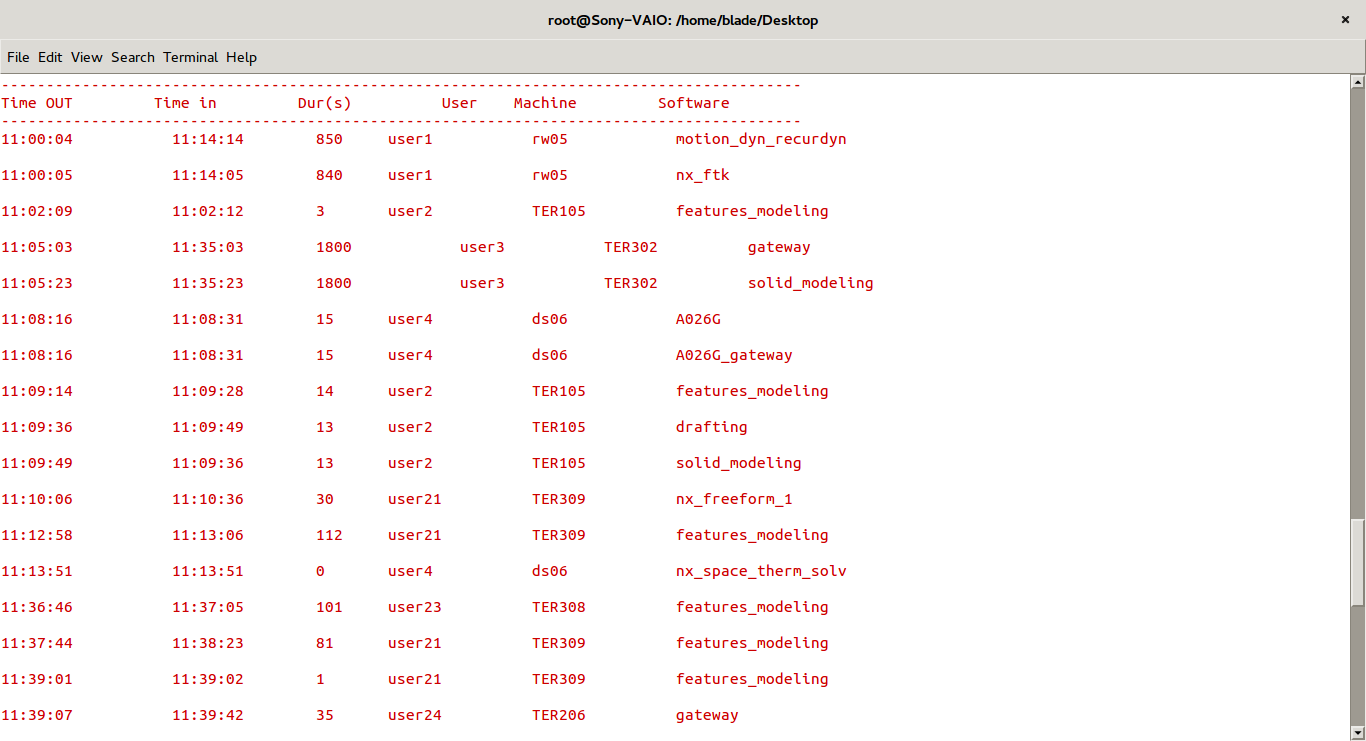 root@Sony-VAIO: /home/blade/Desktop ×
File Edit View Search Terminal Help
-----------------------------------------------------------------------------------------
Time OUT Time in Dur(s) User Machine Software
-----------------------------------------------------------------------------------------
11:00:04 11:14:14 850 user1 rw05 motion_dyn_recurdyn
11:00:05 11:14:05 840 user1 rw05 nx_ftk
11:02:09 11:02:12 3 user2 TER105 features_modeling
11:05:03 11:35:03 1800 user3 TER302 gateway
11:05:23 11:35:23 1800 user3 TER302 solid_modeling
11:08:16 11:08:31 15 user4 ds06 A026G
11:08:16 11:08:31 15 user4 ds06 A026G_gateway
11:09:14 11:09:28 14 user2 TER105 features_modeling
11:09:36 11:09:49 13 user2 TER105 drafting
11:09:49 11:09:36 13 user2 TER105 solid_modeling
11:10:06 11:10:36 30 user21 TER309 nx_freeform_1
11:12:58 11:13:06 112 user21 TER309 features_modeling
11:13:51 11:13:51 0 user4 ds06 nx_space_therm_solv
11:36:46 11:37:05 101 user23 TER308 features_modeling
11:37:44 11:38:23 81 user21 TER309 features_modeling
11:39:01 11:39:02 1 user21 TER309 features_modeling
11:39:07 11:39:42 35 user24 TER206 gateway